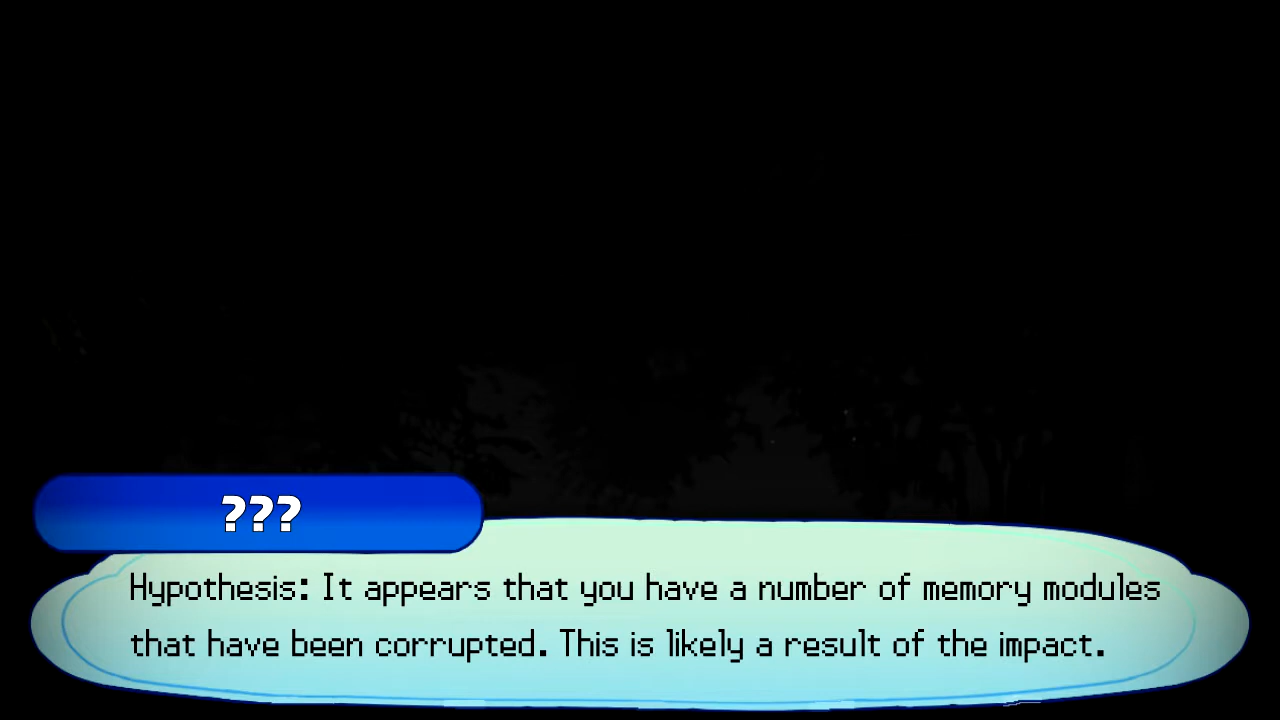 ???
Hypothesis: It appears that you have a number of memory modules
that have been corrupted. This is likely a result of the impact.